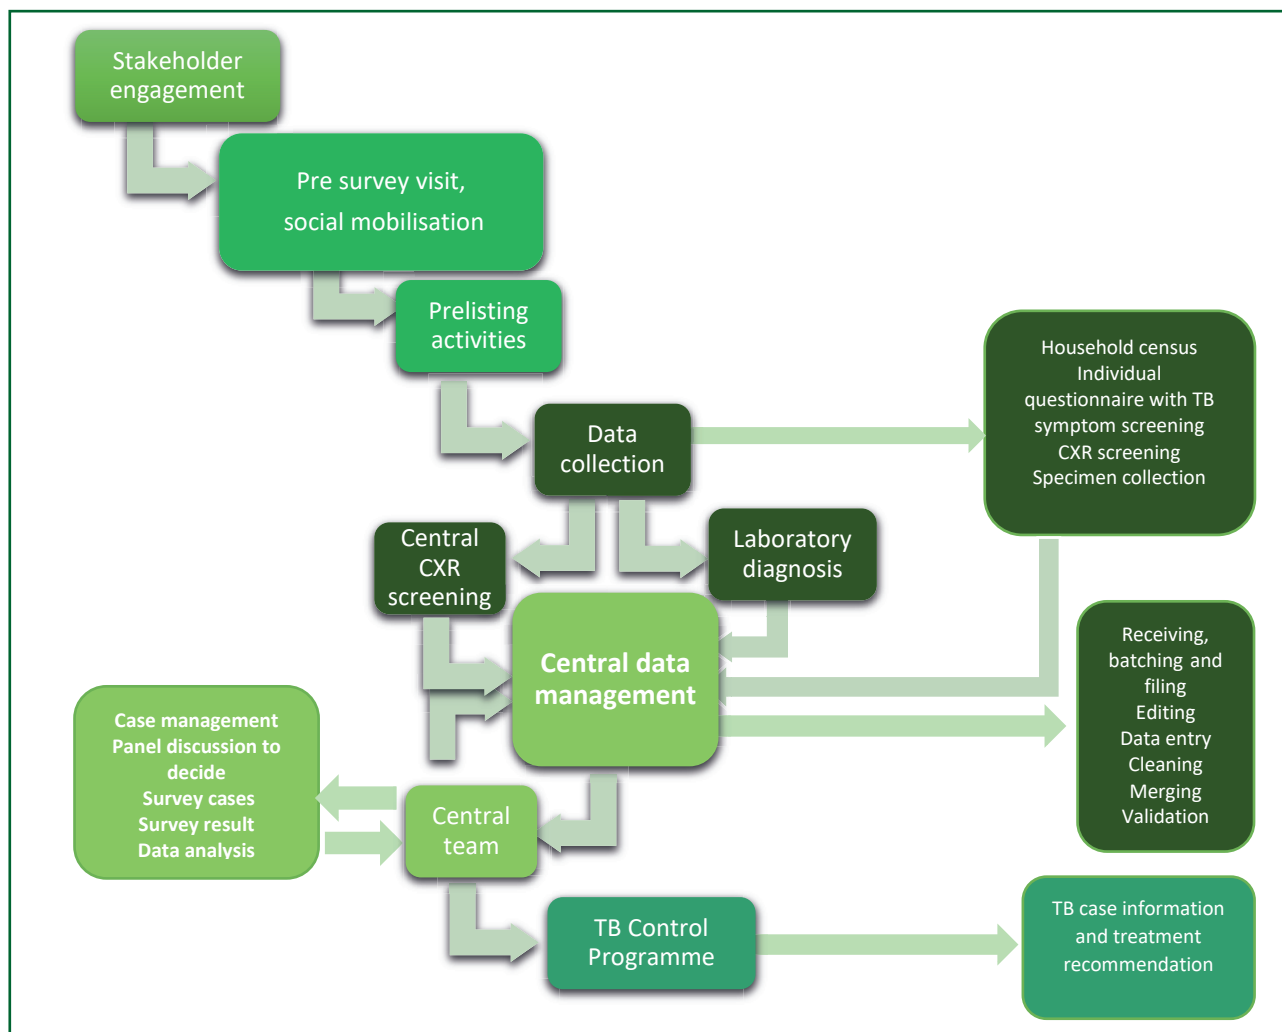 Stakeholder
engagement
Pre survey visit,
social mobilisation
Prelisting
activities
Data
collection
Household census
Individual
questionnaire with TB
symptom screening
CXR screening
Specimen collection
Central
CXR
screening
Laboratory
diagnosis
Central data
management
Receiving,
batching and
filing
Editing
Data entry
Cleaning
Merging
Validation
Case management
Panel discussion to
decide
Survey cases
Survey result
Data analysis
Central
team
TB Control
Programme
TB case information
and treatment
recommendation